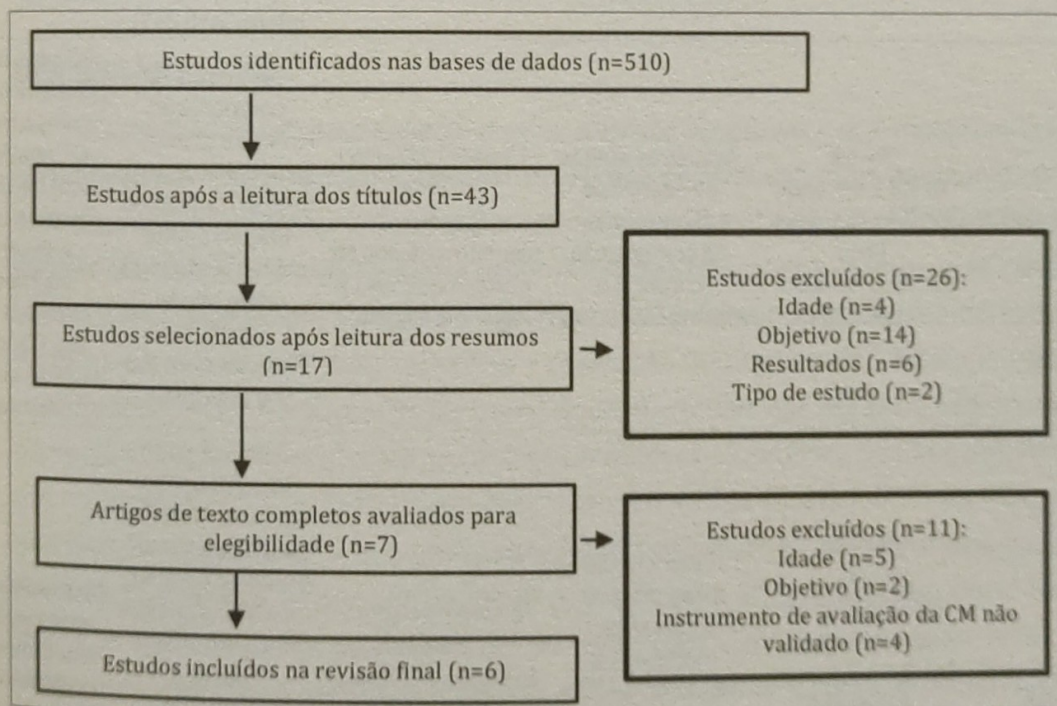 Estudos identificados nas bases de dados (n=510)
Estudos após a leitura dos títulos (n=43)
Estudos selecionados após leitura dos resumos
(n=17)
Estudos excluídos (n=26):
Idade (n=4)
Objetivo (n=14)
Resultados (n=6)
Tipo de estudo (n=2)
Artigos de texto completos avaliados para
elegibilidade (n=7)
Estudos excluídos (n=11):
Idade (n=5)
Objetivo (n=2)
Instrumento de avaliação da CM não
validado (n=4)
Estudos incluídos na revisão final (n=6)